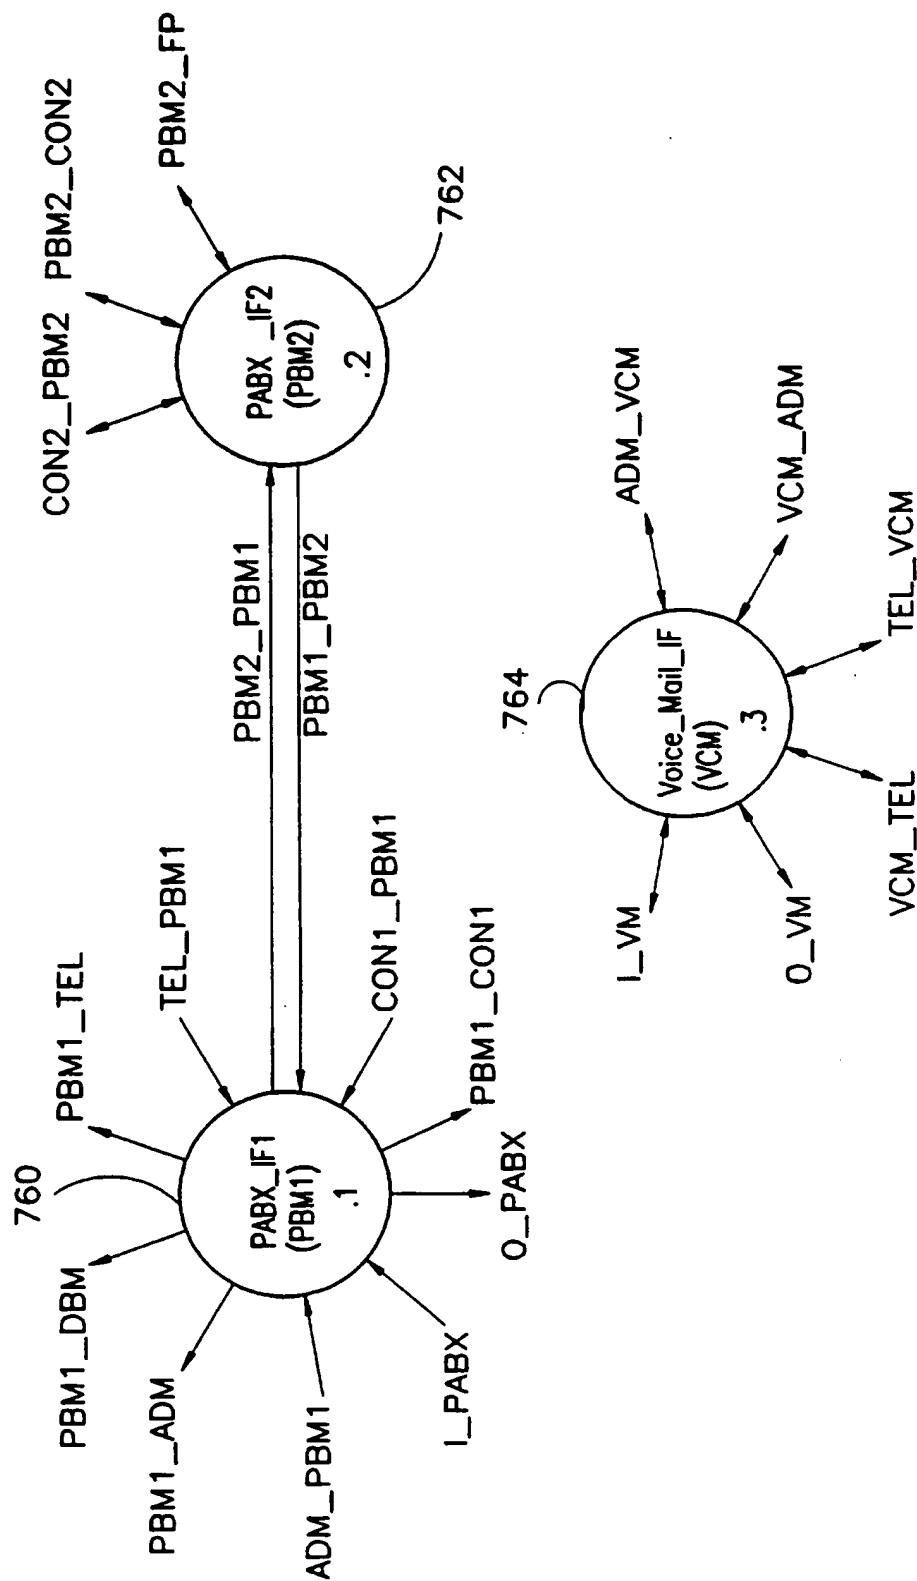 760
PBM1_DBM
PBM1_TEL
PBM1_ADM
TEL_PBM1
ADM_PBM1
PABX_IF1
(PBM1)
.1
I_PABX
O_PABX
PBM1_CON1
CON1_PBM1
PBM2_PBM1
PBM1_PBM2
CON2_PBM2
PBM2_CON2
PBM2_FP
PABX_IF2
(PBM2)
.2
762
764
I_VM
ADM_VCM
Voice_Mail_IF
(VCM)
.3
O_VM
VCM_ADM
VCM_TEL
TEL_VCM